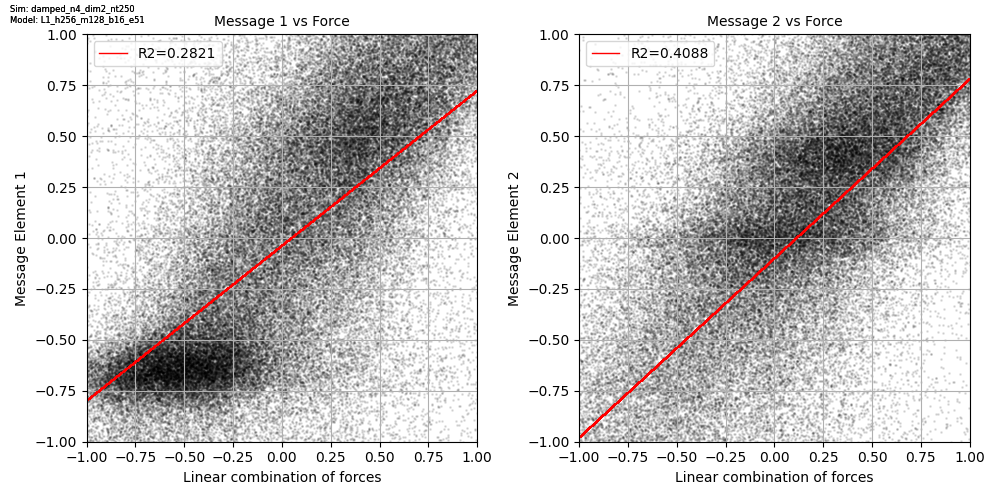 Sim: damped_n4_dim2_nt250
Model: L1_h256_m128_b16_e51
Message 1 vs Force
R2=0.2821
1.00
0.75
0.50
0.25
0.00
−0.25
−0.50
−0.75
−1.00
Message Element 1
−1.00 −0.75 −0.50 −0.25 0.00 0.25 0.50 0.75 1.00
Linear combination of forces
Message 2 vs Force
R2=0.4088
1.00
0.75
0.50
0.25
0.00
−0.25
−0.50
−0.75
−1.00
Message Element 2
−1.00 −0.75 −0.50 −0.25 0.00 0.25 0.50 0.75 1.00
Linear combination of forces